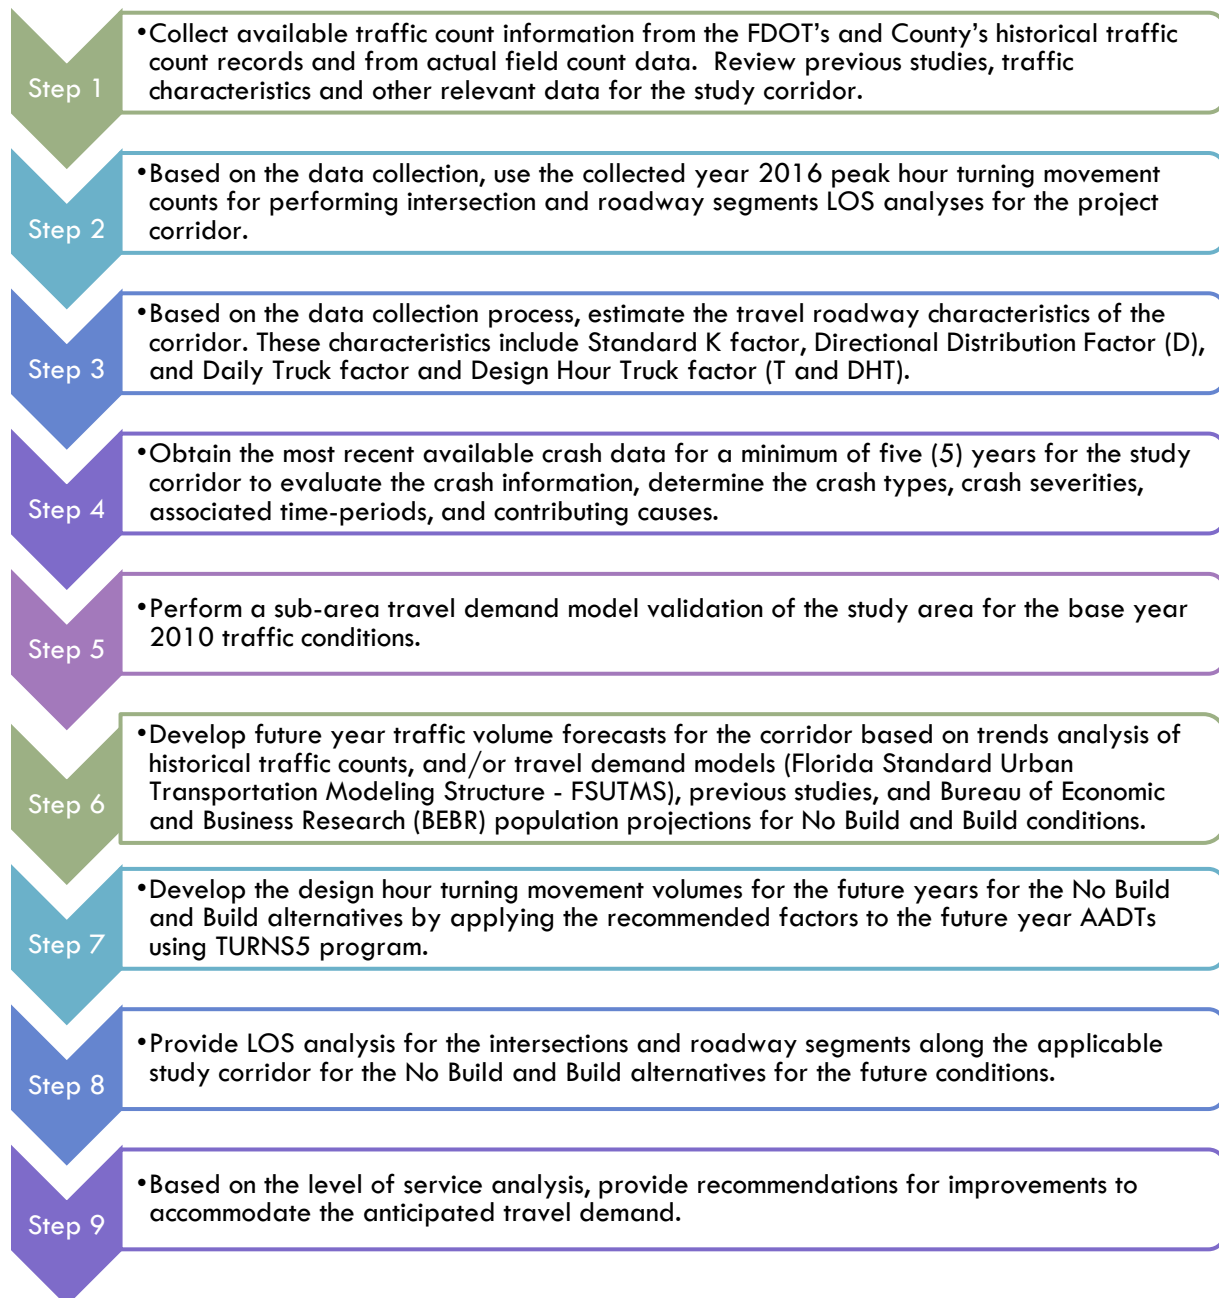 Step 1
•Collect available traffic count information from the FDOT's and County's historical traffic
count records and from actual field count data.  Review previous studies, traffic
characteristics and other relevant data for the study corridor.
Step 2
•Based on the data collection, use the collected year 2016 peak hour turning movement
counts for performing intersection and roadway segments LOS analyses for the project
corridor.
Step 3
•Based on the data collection process, estimate the travel roadway characteristics of the
corridor. These characteristics include Standard K factor, Directional Distribution Factor (D),
and Daily Truck factor and Design Hour Truck factor (T and DHT).
Step 4
•Obtain the most recent available crash data for a minimum of five (5) years for the study
corridor to evaluate the crash information, determine the crash types, crash severities,
associated time-periods, and contributing causes.
Step 5
•Perform a sub-area travel demand model validation of the study area for the base year
2010 traffic conditions.
Step 6
•Develop future year traffic volume forecasts for the corridor based on trends analysis of
historical traffic counts, and/or travel demand models (Florida Standard Urban
Transportation Modeling Structure - FSUTMS), previous studies, and Bureau of Economic
and Business Research (BEBR) population projections for No Build and Build conditions.
Step 7
•Develop the design hour turning movement volumes for the future years for the No Build
and Build alternatives by applying the recommended factors to the future year AADTs
using TURNS5 program.
Step 8
•Provide LOS analysis for the intersections and roadway segments along the applicable
study corridor for the No Build and Build alternatives for the future conditions.
Step 9
•Based on the level of service analysis, provide recommendations for improvements to
accommodate the anticipated travel demand.